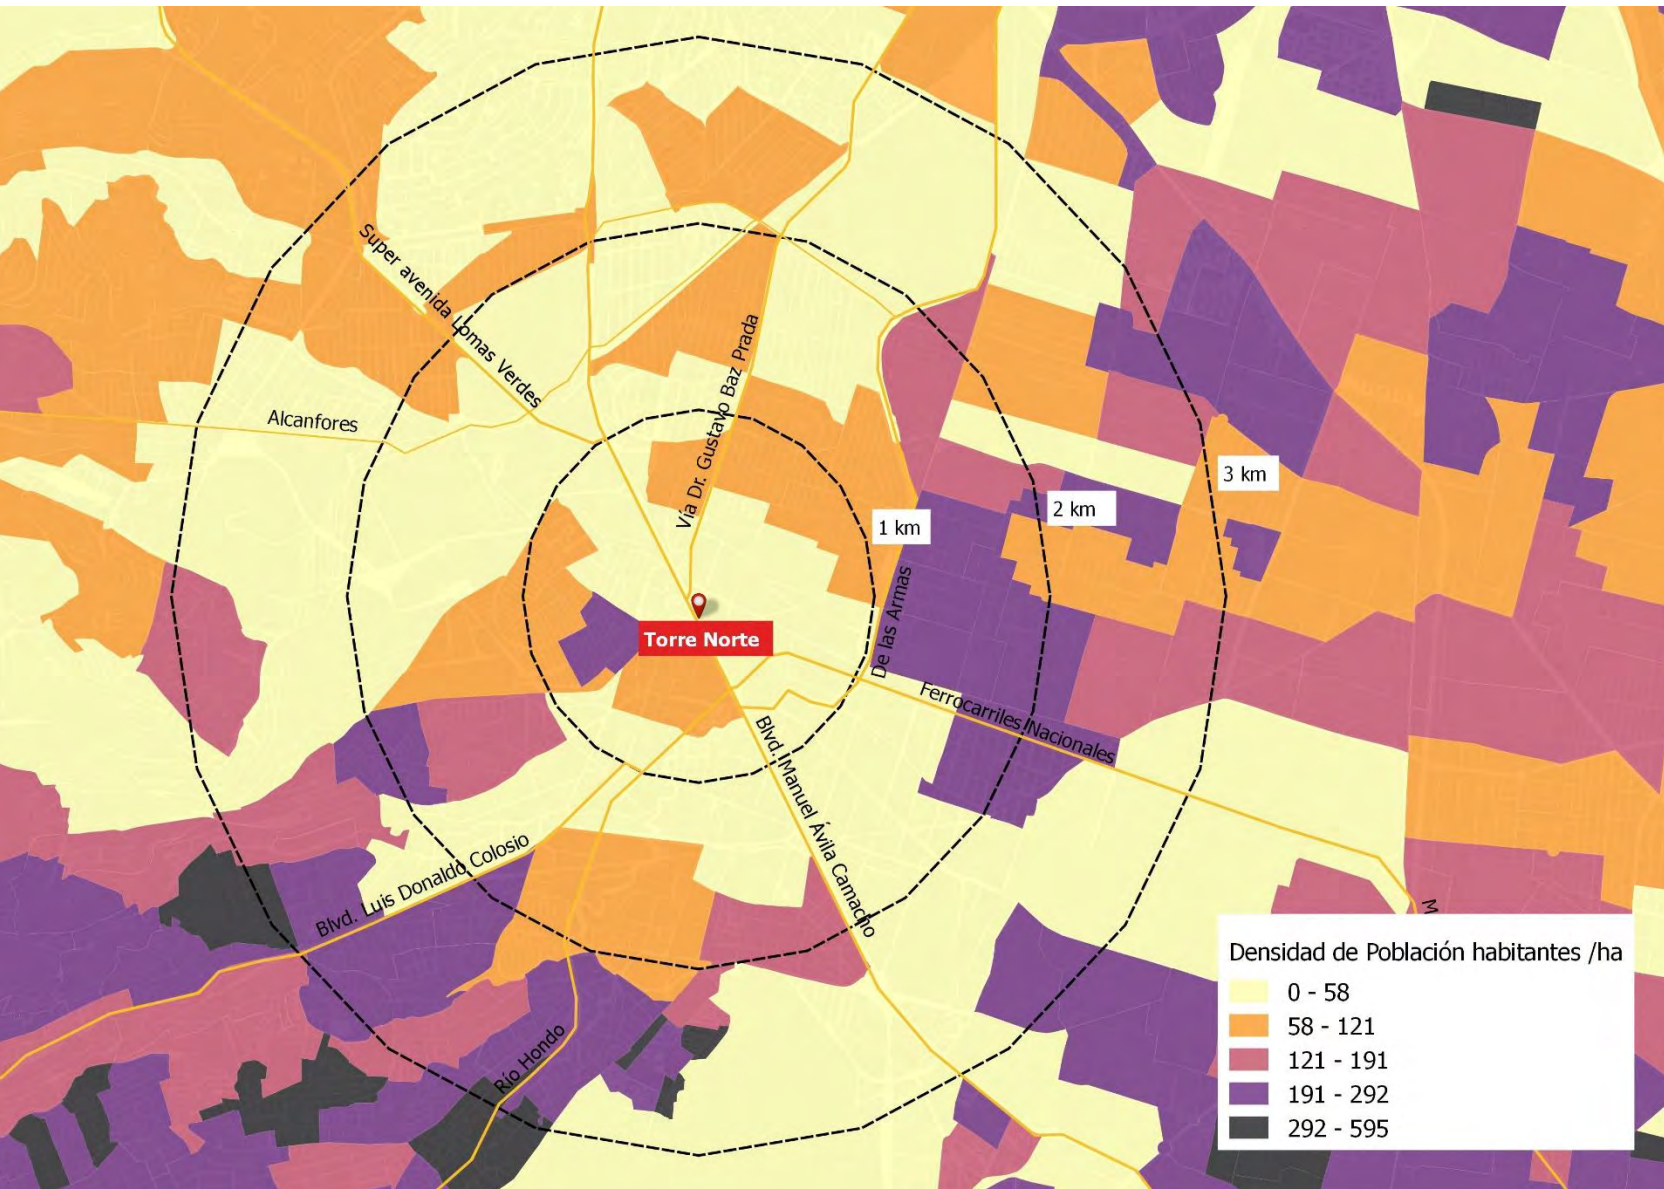 Super avenida Lomas Verdes
Alcanfores
Vía Dr. Gustavo Baz Prada
3 km
2 km
1 km
De las Armas
Torre Norte
Ferrocarriles Nacionales
Blvd. Manuel Ávila Camacho
Blvd. Luis Donaldo Colosio
Río Hondo
M
Densidad de Población habitantes /ha
0 - 58
58 - 121
121 - 191
191 - 292
292 - 595